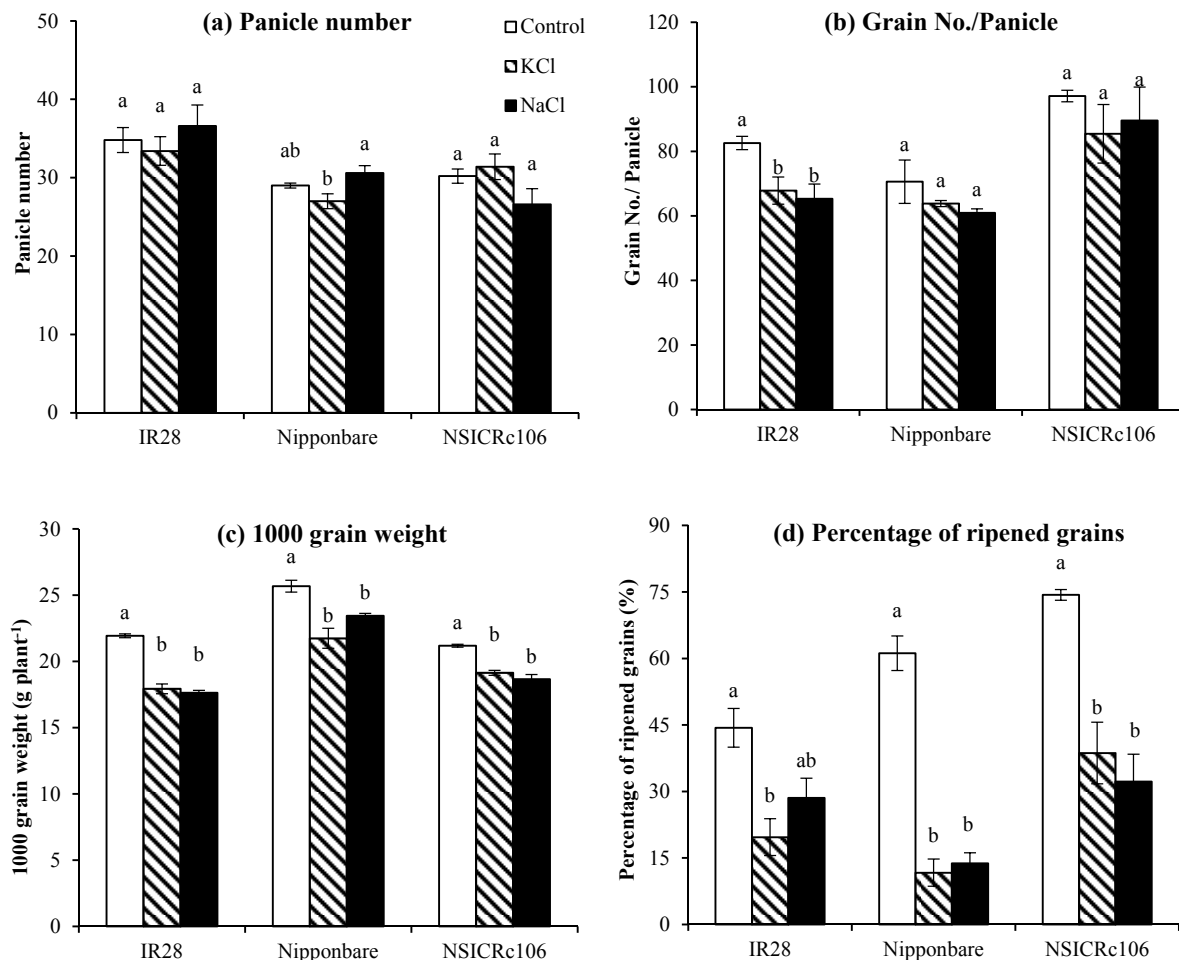 (a) Panicle number
Panicle number
50
40
30
20
10
0
Control
KCl
NaCl
a
a
a
ab
b
a
a
a
a
IR28
Nipponbare
NSICRc106
(b) Grain No./Panicle
Grain No./ Panicle
120
100
80
60
40
20
0
a
b
b
a
a
a
a
a
a
IR28
Nipponbare
NSICRc106
(c) 1000 grain weight
1000 grain weight (g plant⁻¹)
30
25
20
15
10
5
0
a
b
b
a
b
b
a
b
b
IR28
Nipponbare
NSICRc106
(d) Percentage of ripened grains
Percentage of ripened grains (%)
90
75
60
45
30
15
0
a
b
ab
a
b
b
a
b
b
IR28
Nipponbare
NSICRc106